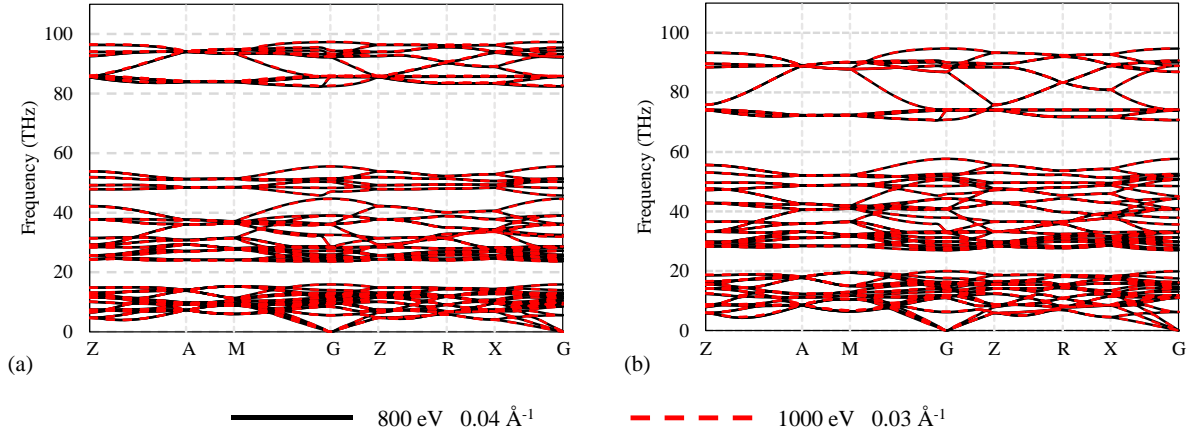 100
80
60
40
20
0
Frequency (THz)
Z A M G Z R X G
(a)
100
80
60
40
20
0
Frequency (THz)
Z A M G Z R X G
(b)
800 eV 0.04 Å⁻¹
1000 eV 0.03 Å⁻¹